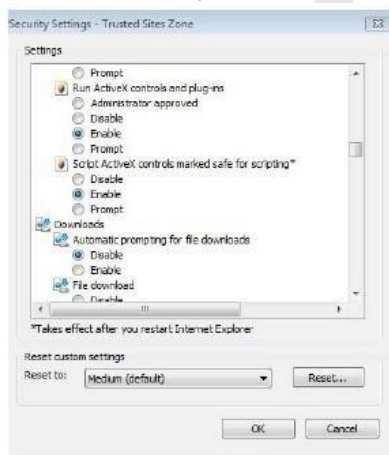 Security Settings - Trusted Sites Zone
Settings
Prompt
Run ActiveX controls and plug-ins
Administrator approved
Disable
Enable
Prompt
Script ActiveX controls marked safe for scripting*
Disable
Enable
Prompt
Downloads
Automatic prompting for file downloads
Disable
Enable
File download
Disable
*Takes effect after you restart Internet Explorer
Reset custom settings
Reset to: Medium (default) Reset...
OK Cancel